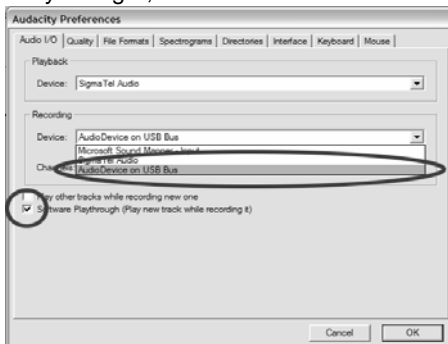 Audacity Preferences
Audio I/O Quality File Formats Spectrograms Directories Interface Keyboard Mouse
Playback
Device: SigmaTel Audio
Recording
Device: AudioDevice on USB Bus
Microsoft Sound Mapper - Input
SigmaTel Audio
AudioDevice on USB Bus
Play other tracks while recording new one
Software Playthrough (Play new track while recording it)
Cancel OK